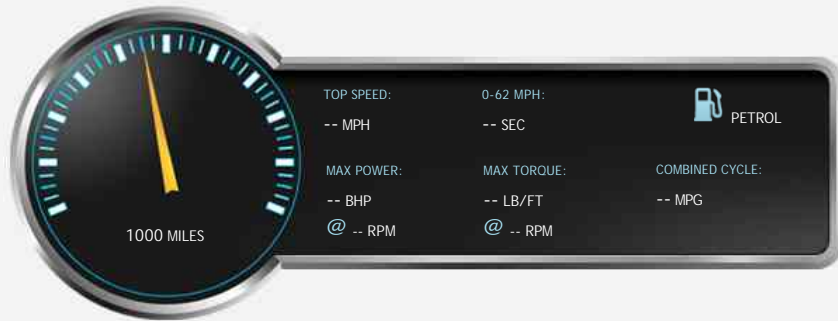 TOP SPEED:
-- MPH
0-62 MPH:
-- SEC
PETROL
MAX POWER:
-- BHP
@ -- RPM
MAX TORQUE:
-- LB/FT
@ -- RPM
COMBINED CYCLE:
-- MPG
1000 MILES